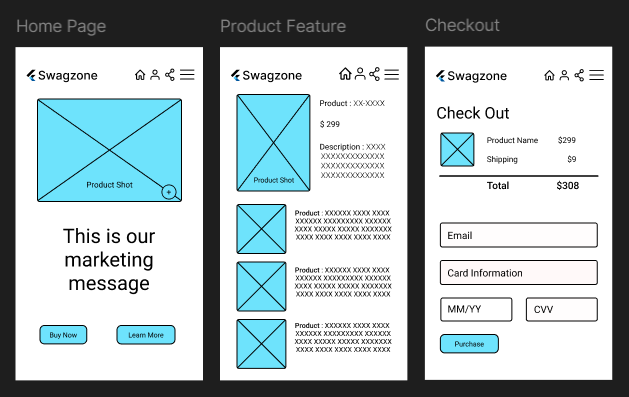 Home Page
Swagzone
Product Shot
+
This is our
marketing
message
Buy Now
Learn More
Product Feature
Swagzone
Product : XX-XXXX
$ 299
Description : XXXX
XXXXXXXXXXXXX
XXXXXXXXXXXXX
XXXXXXXXXXXXX
Product Shot
Product : XXXXXX XXXX XXXX
XXXXXX XXXXXXXXX XXXXXX
XXXX XXXXX XXXXXX XXXXXXX
XXXX XXXX XXXX XXXX XXXX
Product : XXXXXX XXXX XXXX
XXXXXX XXXXXXXXX XXXXXX
XXXX XXXXX XXXXXX XXXXXXX
XXXX XXXX XXXX XXXX XXXX
Product : XXXXXX XXXX XXXX
XXXXXX XXXXXXXXX XXXXXX
XXXX XXXXX XXXXXX XXXXXXX
XXXX XXXX XXXX XXXX XXXX
Checkout
Swagzone
Check Out
Product Name $299
Shipping $9
Total $308
Email
Card Information
MM/YY CVV
Purchase